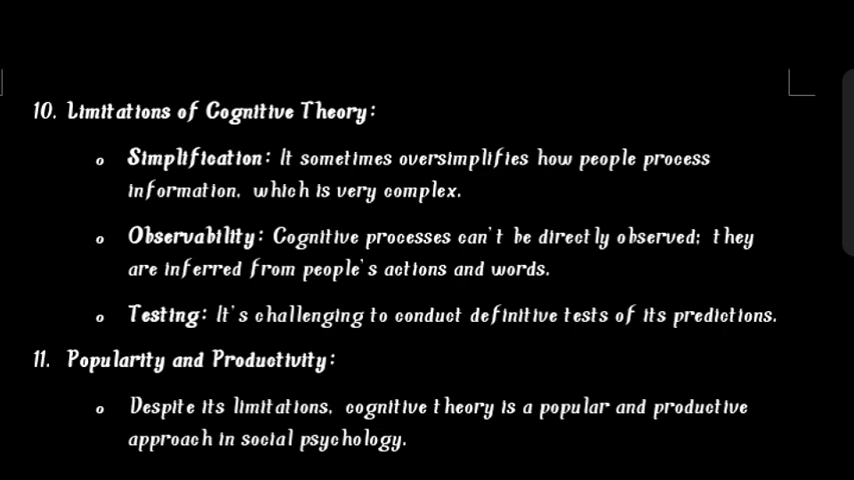 10. Limitations of Cognitive Theory:
o Simplification: It sometimes oversimplifies how people process
information, which is very complex.
o Observability: Cognitive processes can't be directly observed; they
are inferred from people's actions and words.
o Testing: It's challenging to conduct definitive tests of its predictions.
11. Popularity and Productivity:
o Despite its limitations, cognitive theory is a popular and productive
approach in social psychology.